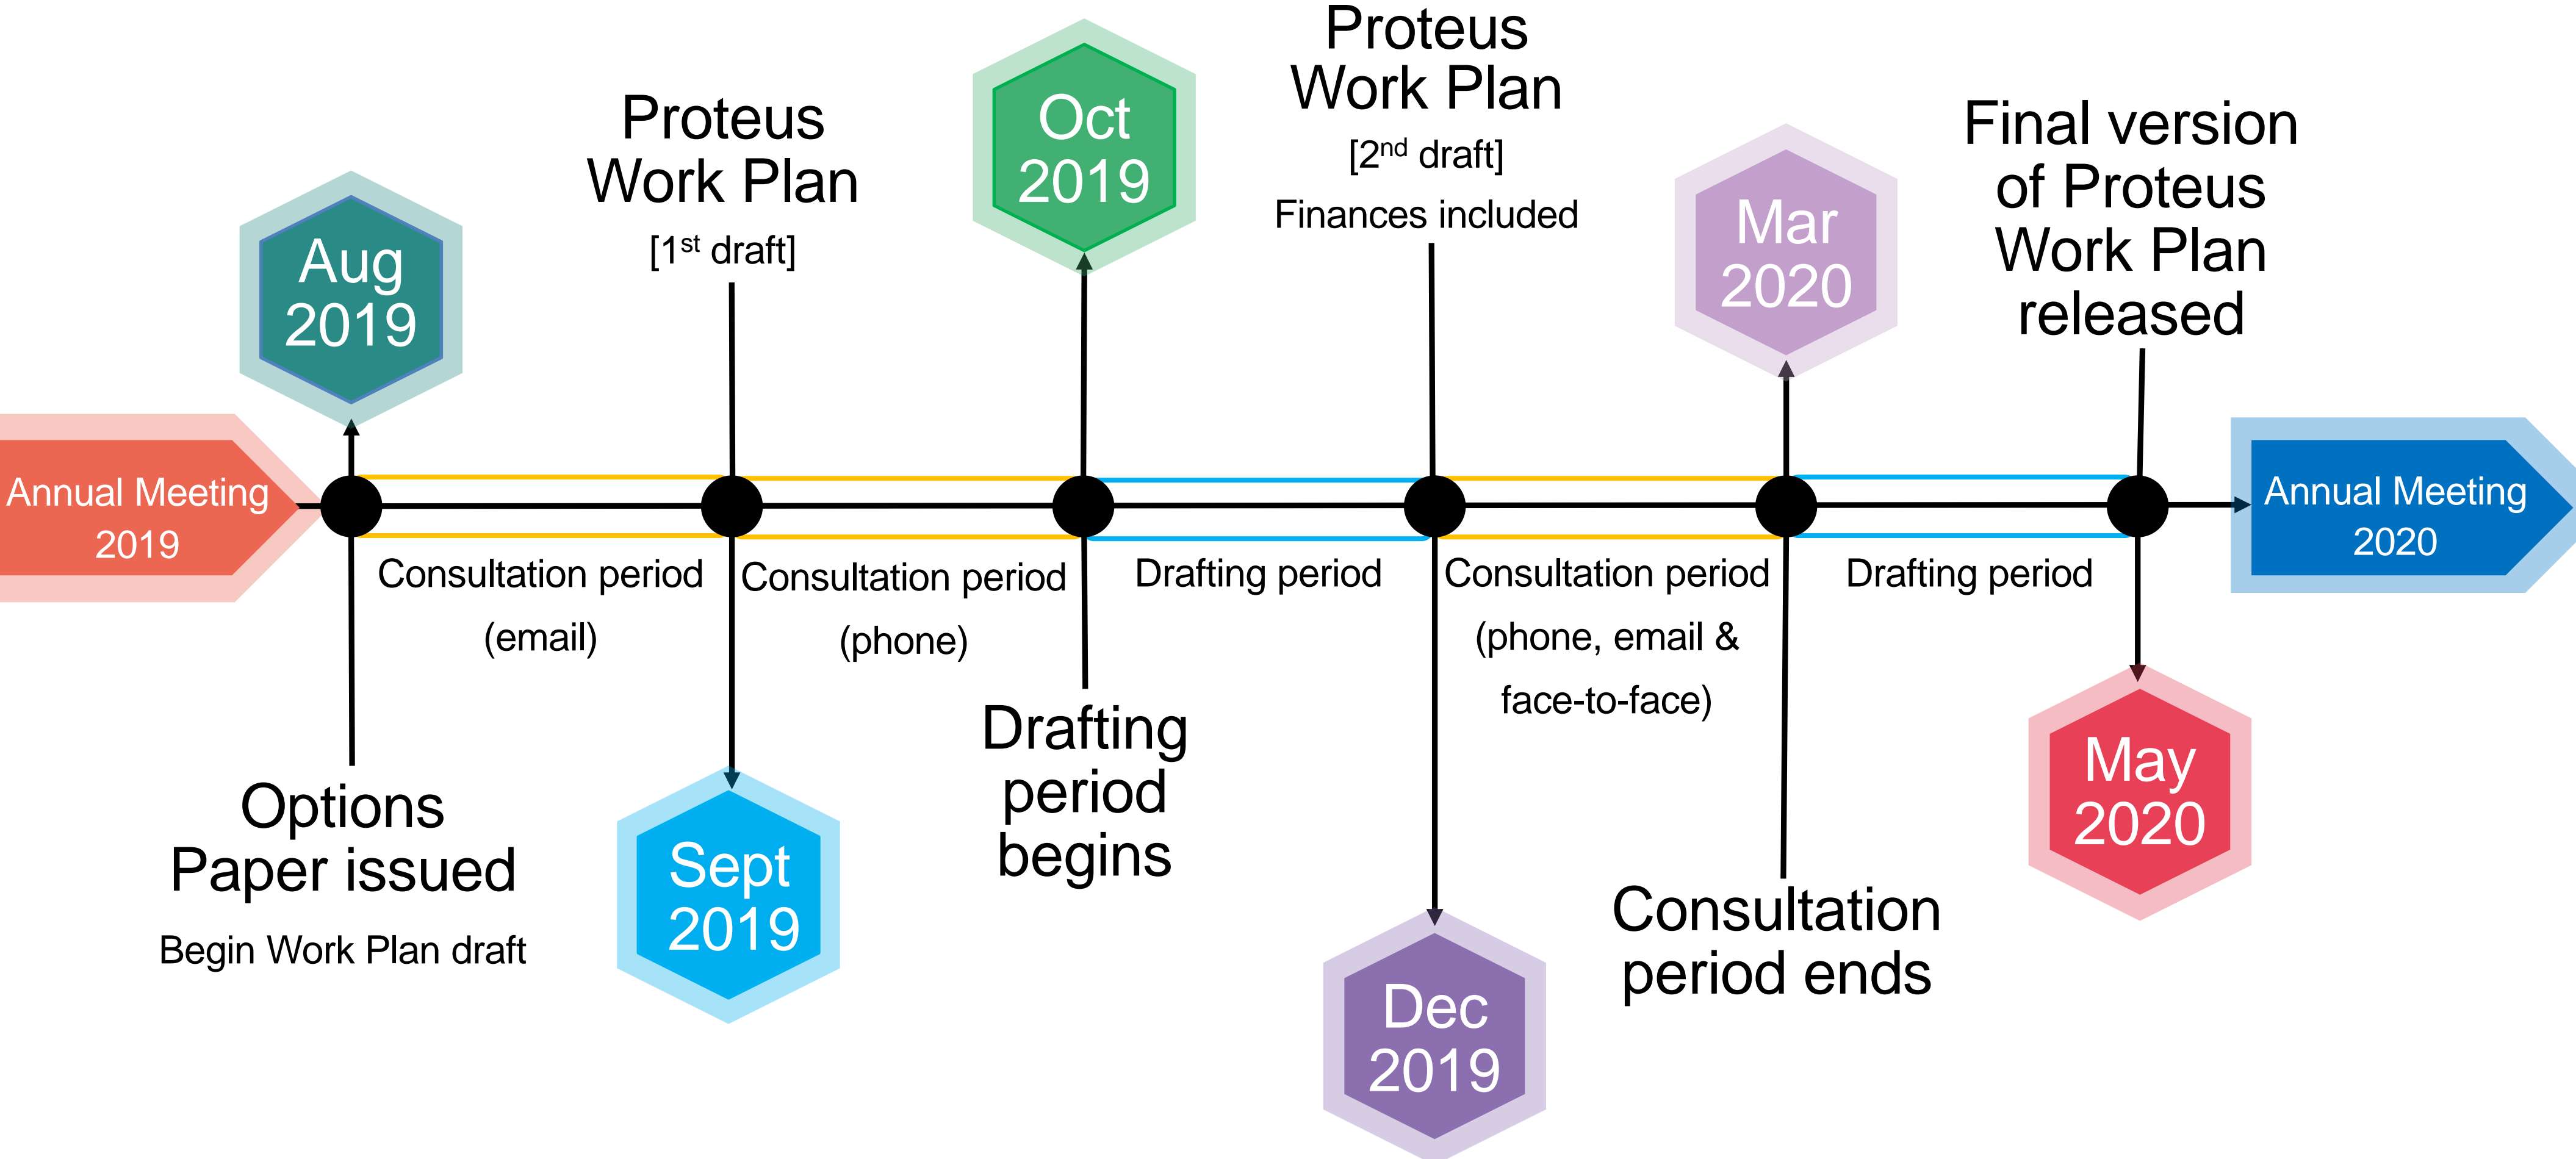 Annual Meeting
2019
Aug
2019
Options
Paper issued
Begin Work Plan draft
Consultation period
(email)
Proteus
Work Plan
[1st draft]
Sept
2019
Consultation period
(phone)
Oct
2019
Drafting
period
begins
Drafting period
Proteus
Work Plan
[2nd draft]
Finances included
Dec
2019
Consultation period
(phone, email &
face-to-face)
Mar
2020
Consultation
period ends
Drafting period
Final version
of Proteus
Work Plan
released
May
2020
Annual Meeting
2020